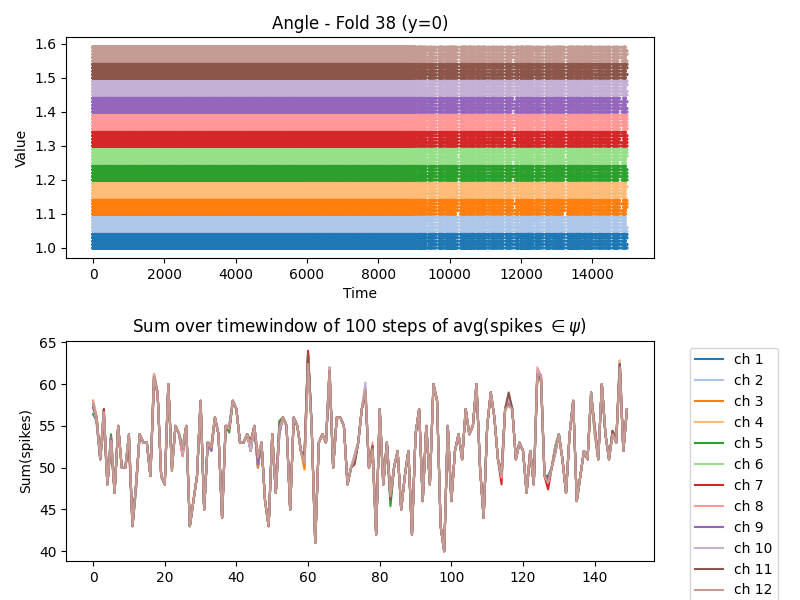 Angle - Fold 38 (y=0)
1.6
1.5
1.4
1.3
1.2
1.1
1.0
Value
0 2000 4000 6000 8000 10000 12000 14000
Time
Sum over timewindow of 100 steps of avg(spikes ∈ ψ)
65
60
55
50
45
40
Sum(spikes)
0 20 40 60 80 100 120 140
ch 1
ch 2
ch 3
ch 4
ch 5
ch 6
ch 7
ch 8
ch 9
ch 10
ch 11
ch 12